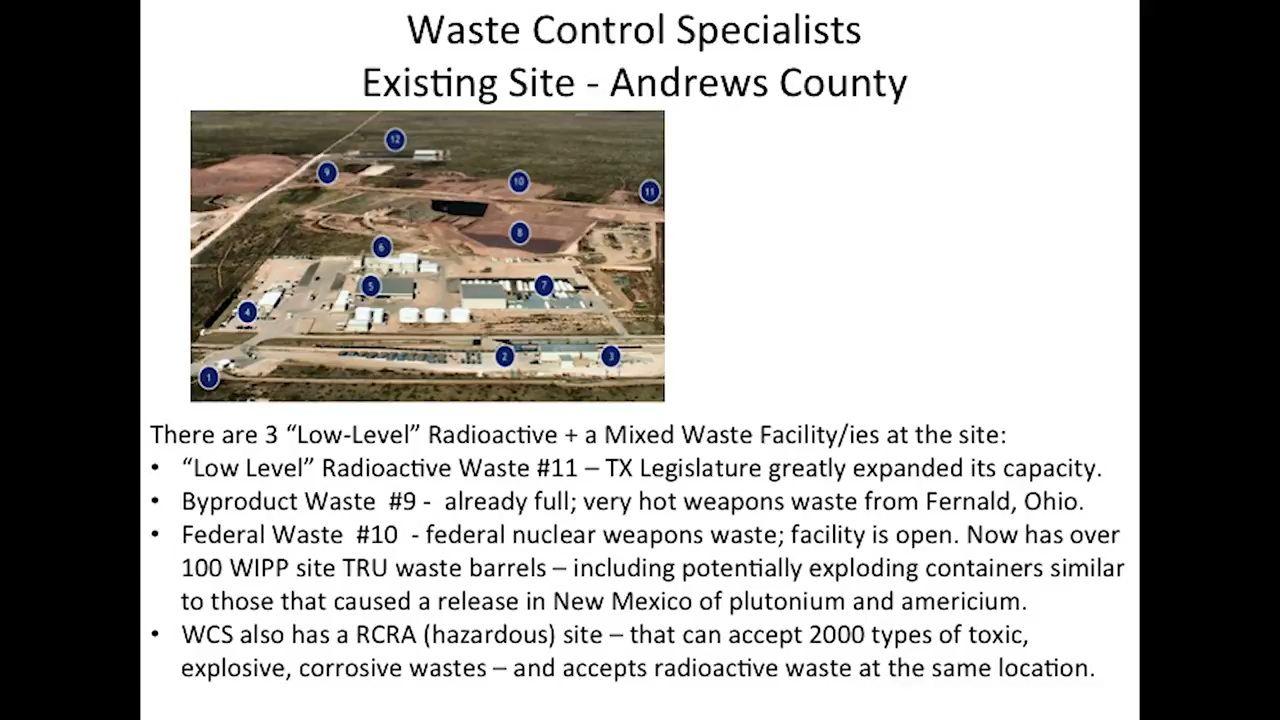 Waste Control Specialists
Existing Site - Andrews County
12
9
10
11
8
6
5
7
4
2
3
1
There are 3 “Low-Level” Radioactive + a Mixed Waste Facility/ies at the site:
• “Low Level” Radioactive Waste #11 – TX Legislature greatly expanded its capacity.
• Byproduct Waste #9 - already full; very hot weapons waste from Fernald, Ohio.
• Federal Waste #10 - federal nuclear weapons waste; facility is open. Now has over
100 WIPP site TRU waste barrels – including potentially exploding containers similar
to those that caused a release in New Mexico of plutonium and americium.
• WCS also has a RCRA (hazardous) site – that can accept 2000 types of toxic,
explosive, corrosive wastes – and accepts radioactive waste at the same location.